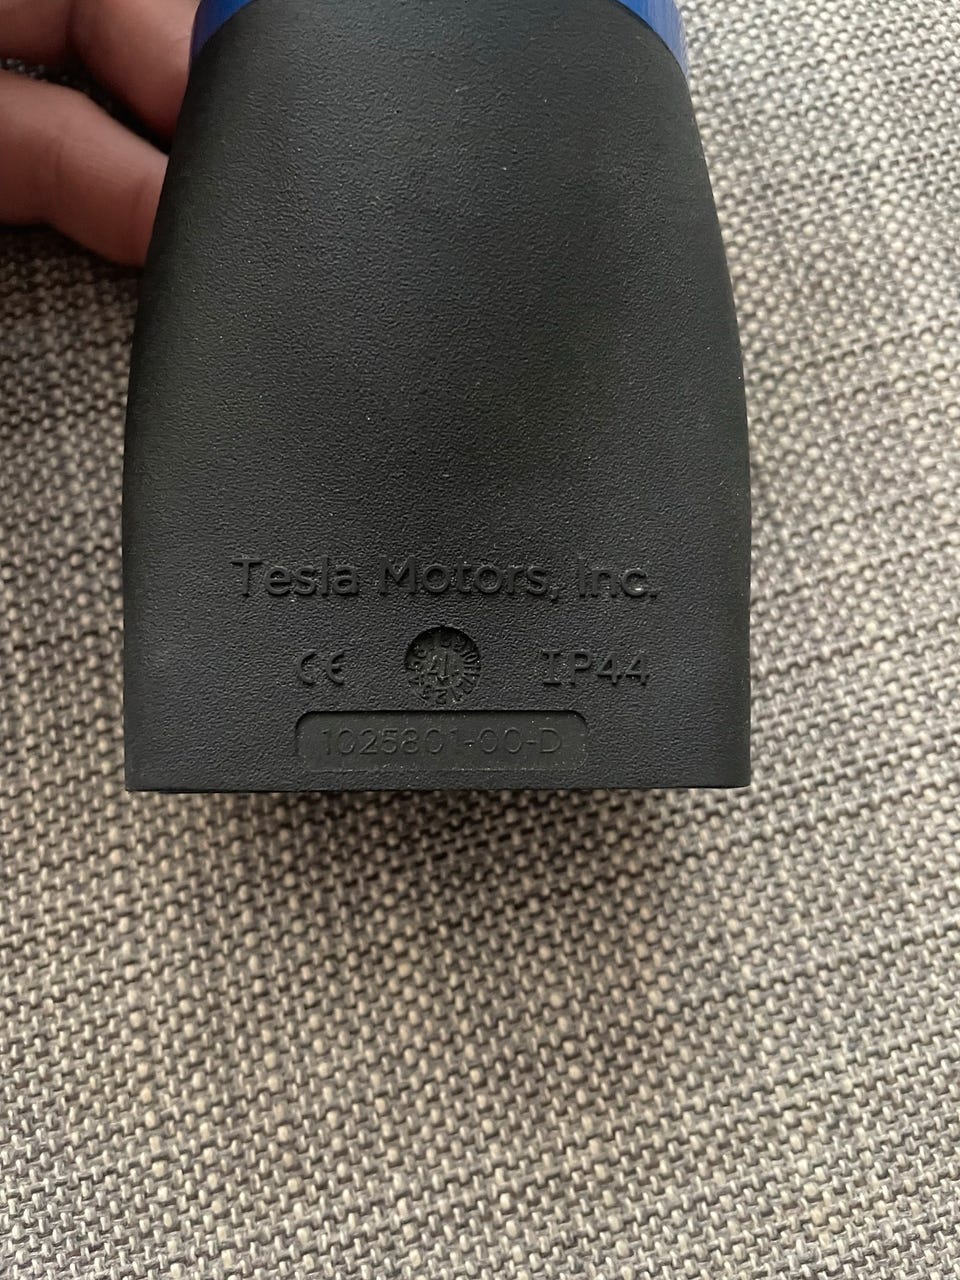 Tesla Motors, Inc.
CE IP44
1025801-00-D